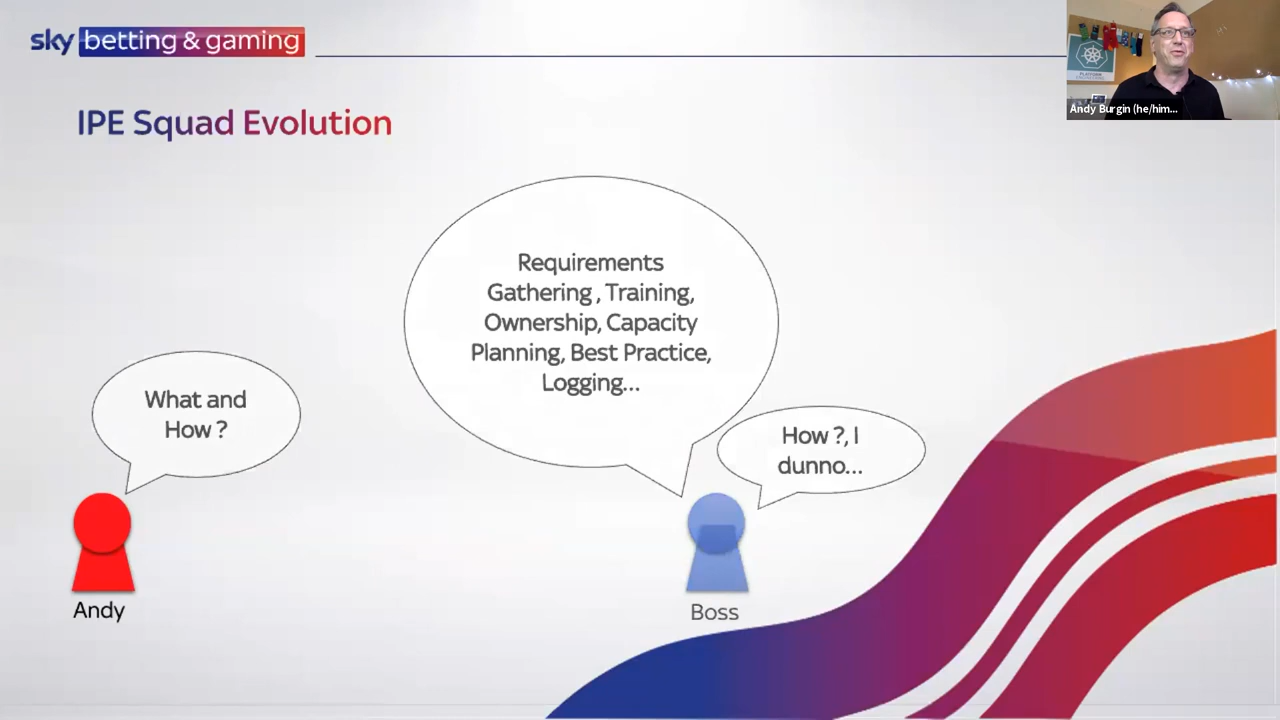 sky betting & gaming
Andy Burgin (he/him...
IPE Squad Evolution
Requirements
Gathering , Training,
Ownership, Capacity
Planning, Best Practice,
Logging...
What and
How ?
How ?, I
dunno...
Andy
Boss